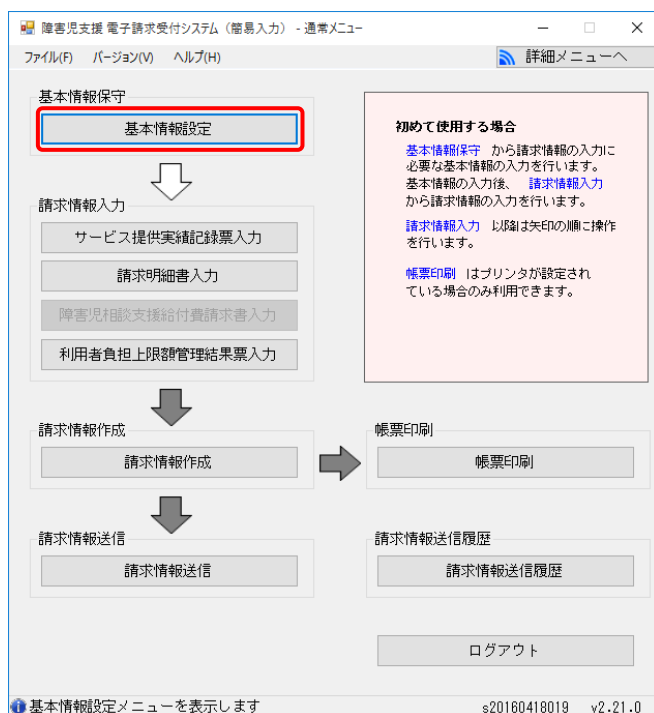 障害児支援 電子請求受付システム（簡易入力） - 通常メニュー
ファイル(F) バージョン(V) ヘルプ(H) 詳細メニューへ
基本情報保守
基本情報設定
初めて使用する場合
基本情報保守 から請求情報の入力に
必要な基本情報の入力を行います。
基本情報の入力後、 請求情報入力
から請求情報の入力を行います。
請求情報入力 以降は矢印の順に操作
を行います。
帳票印刷 はプリンタが設定され
ている場合のみ利用できます。
請求情報入力
サービス提供実績記録票入力
請求明細書入力
障害児相談支援給付費請求書入力
利用者負担上限額管理結果票入力
請求情報作成
請求情報作成
帳票印刷
帳票印刷
請求情報送信
請求情報送信
請求情報送信履歴
請求情報送信履歴
ログアウト
基本情報設定メニューを表示します s20160418019 v2.21.0